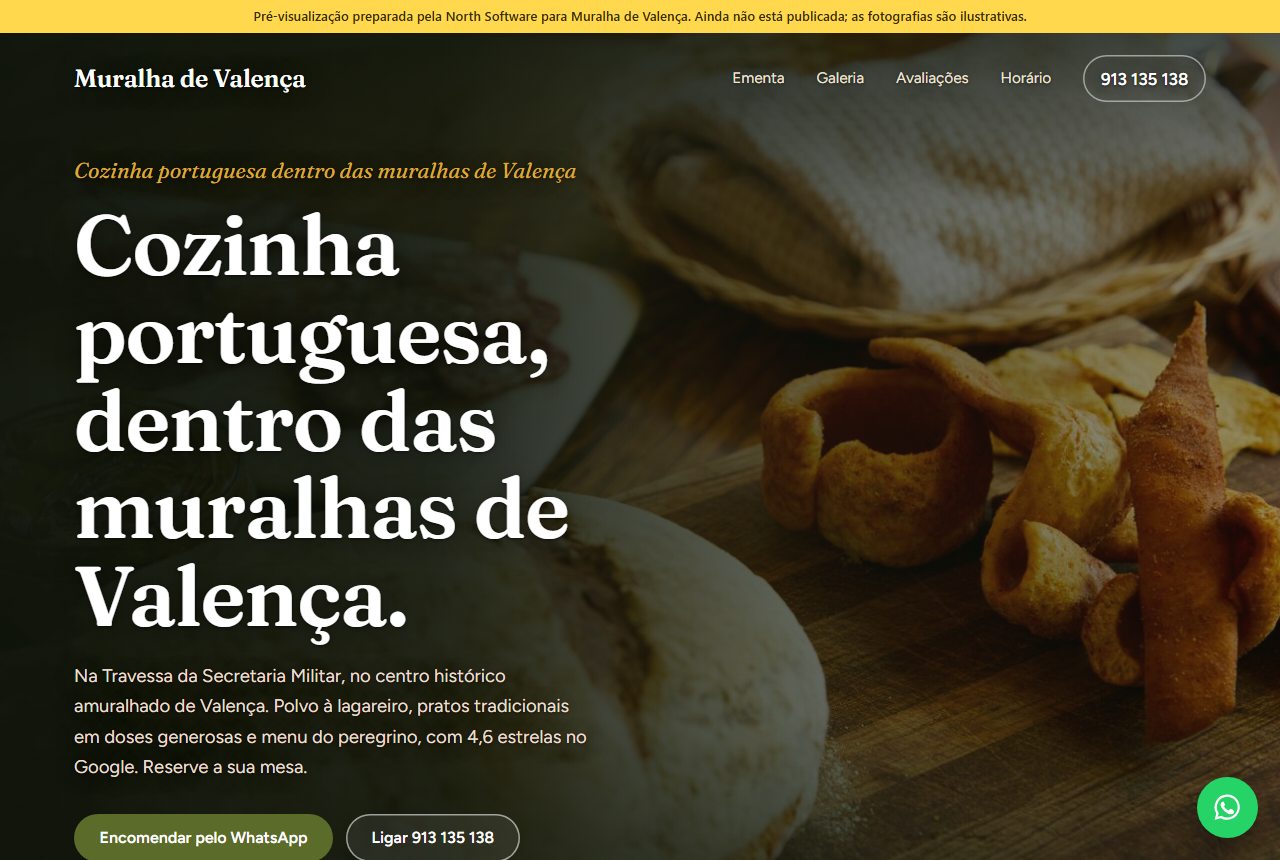 Pré-visualização preparada pela North Software para Muralha de Valença. Ainda não está publicada; as fotografias são ilustrativas.
Muralha de Valença
Ementa
Galeria
Avaliações
Horário
913 135 138
Cozinha portuguesa dentro das muralhas de Valença
Cozinha
portuguesa,
dentro das
muralhas de
Valença.
Na Travessa da Secretaria Militar, no centro histórico
amuralhado de Valença. Polvo à lagareiro, pratos tradicionais
em doses generosas e menu do peregrino, com 4,6 estrelas no
Google. Reserve a sua mesa.
Encomendar pelo WhatsApp
Ligar 913 135 138